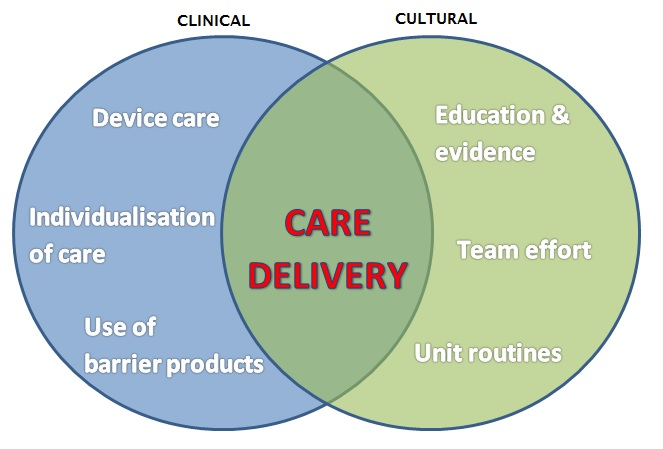 CLINICAL
CULTURAL
Device care
Individualisation
of care
Use of
barrier products
CARE
DELIVERY
Education &
evidence
Team effort
Unit routines